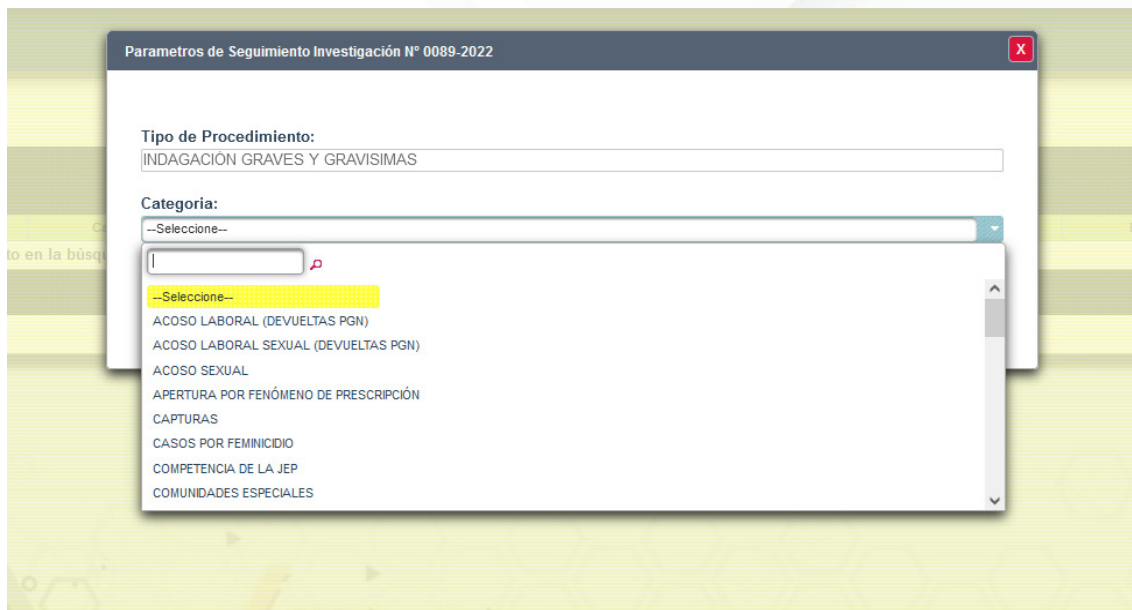 Parametros de Seguimiento Investigación Nº 0089-2022
X
Tipo de Procedimiento:
INDAGACIÓN GRAVES Y GRAVISIMAS
Categoria:
--Seleccione--
to en la búsqu
--Seleccione--
ACOSO LABORAL (DEVUELTAS PGN)
ACOSO LABORAL SEXUAL (DEVUELTAS PGN)
ACOSO SEXUAL
APERTURA POR FENÓMENO DE PRESCRIPCIÓN
CAPTURAS
CASOS POR FEMINICIDIO
COMPETENCIA DE LA JEP
COMUNIDADES ESPECIALES